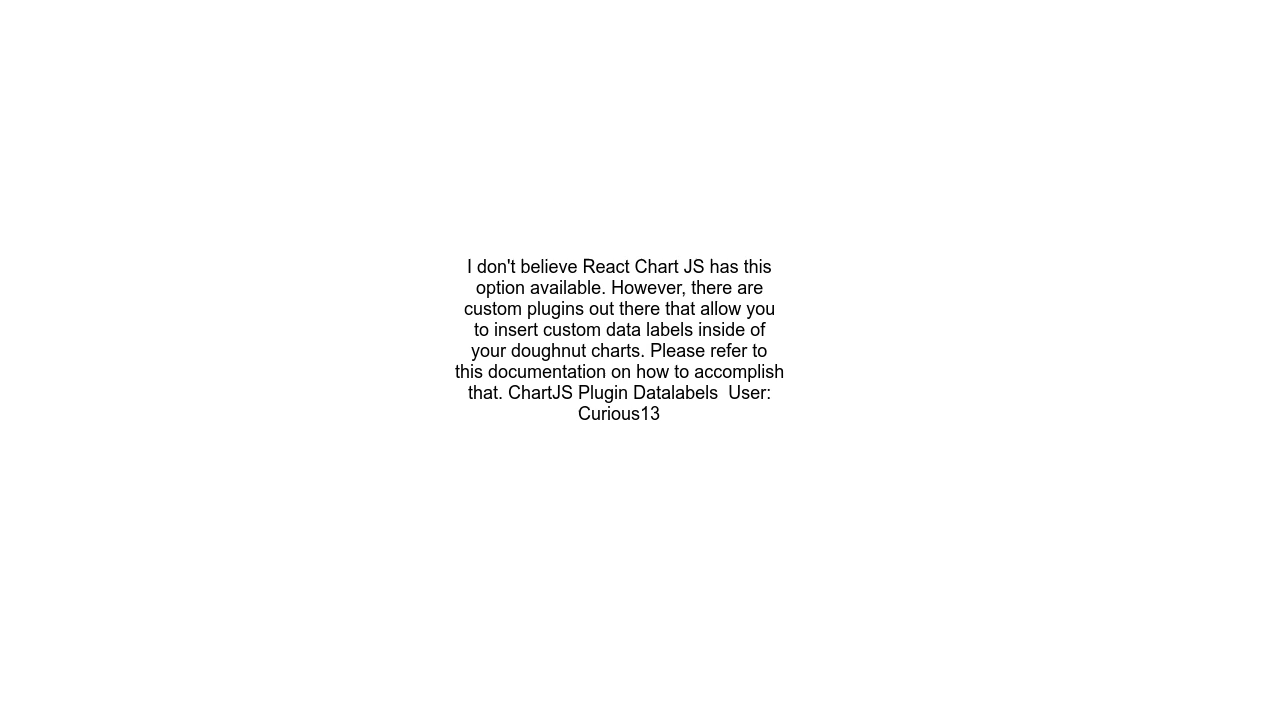 I don't believe React Chart JS has this
option available. However, there are
custom plugins out there that allow you
to insert custom data labels inside of
your doughnut charts. Please refer to
this documentation on how to accomplish
that. ChartJS Plugin Datalabels  User:
Curious13